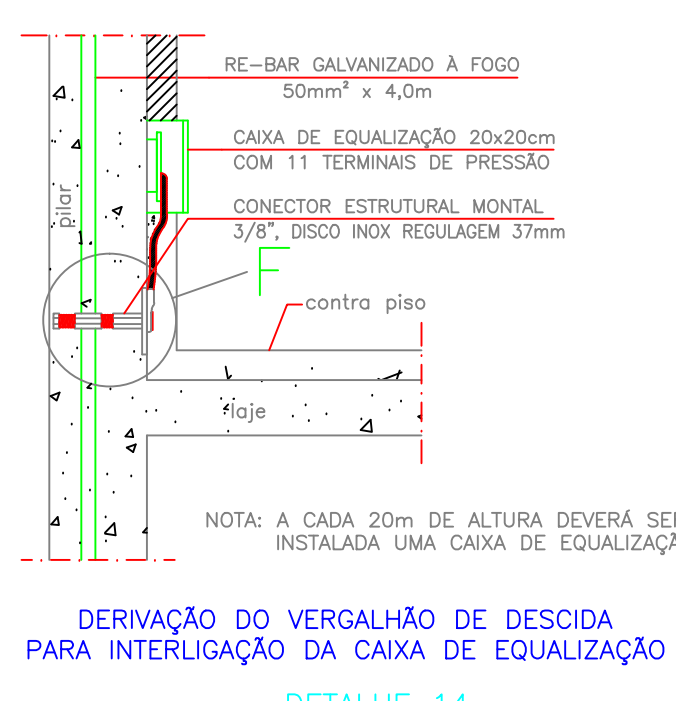 RE-BAR GALVANIZADO À FOGO
50mm² x 4,0m
CAIXA DE EQUALIZAÇÃO 20x20cm
COM 11 TERMINAIS DE PRESSÃO
pilar
CONECTOR ESTRUTURAL MONTAL
3/8", DISCO INOX REGULAGEM 37mm
F
contra piso
laje
NOTA: A CADA 20m DE ALTURA DEVERÁ
INSTALADA UMA CAIXA DE
DERIVAÇÃO DO VERGALHÃO DE DESCIDA
PARA INTERLIGAÇÃO DA CAIXA DE EQUALIZAÇÃO
DETALHE 14